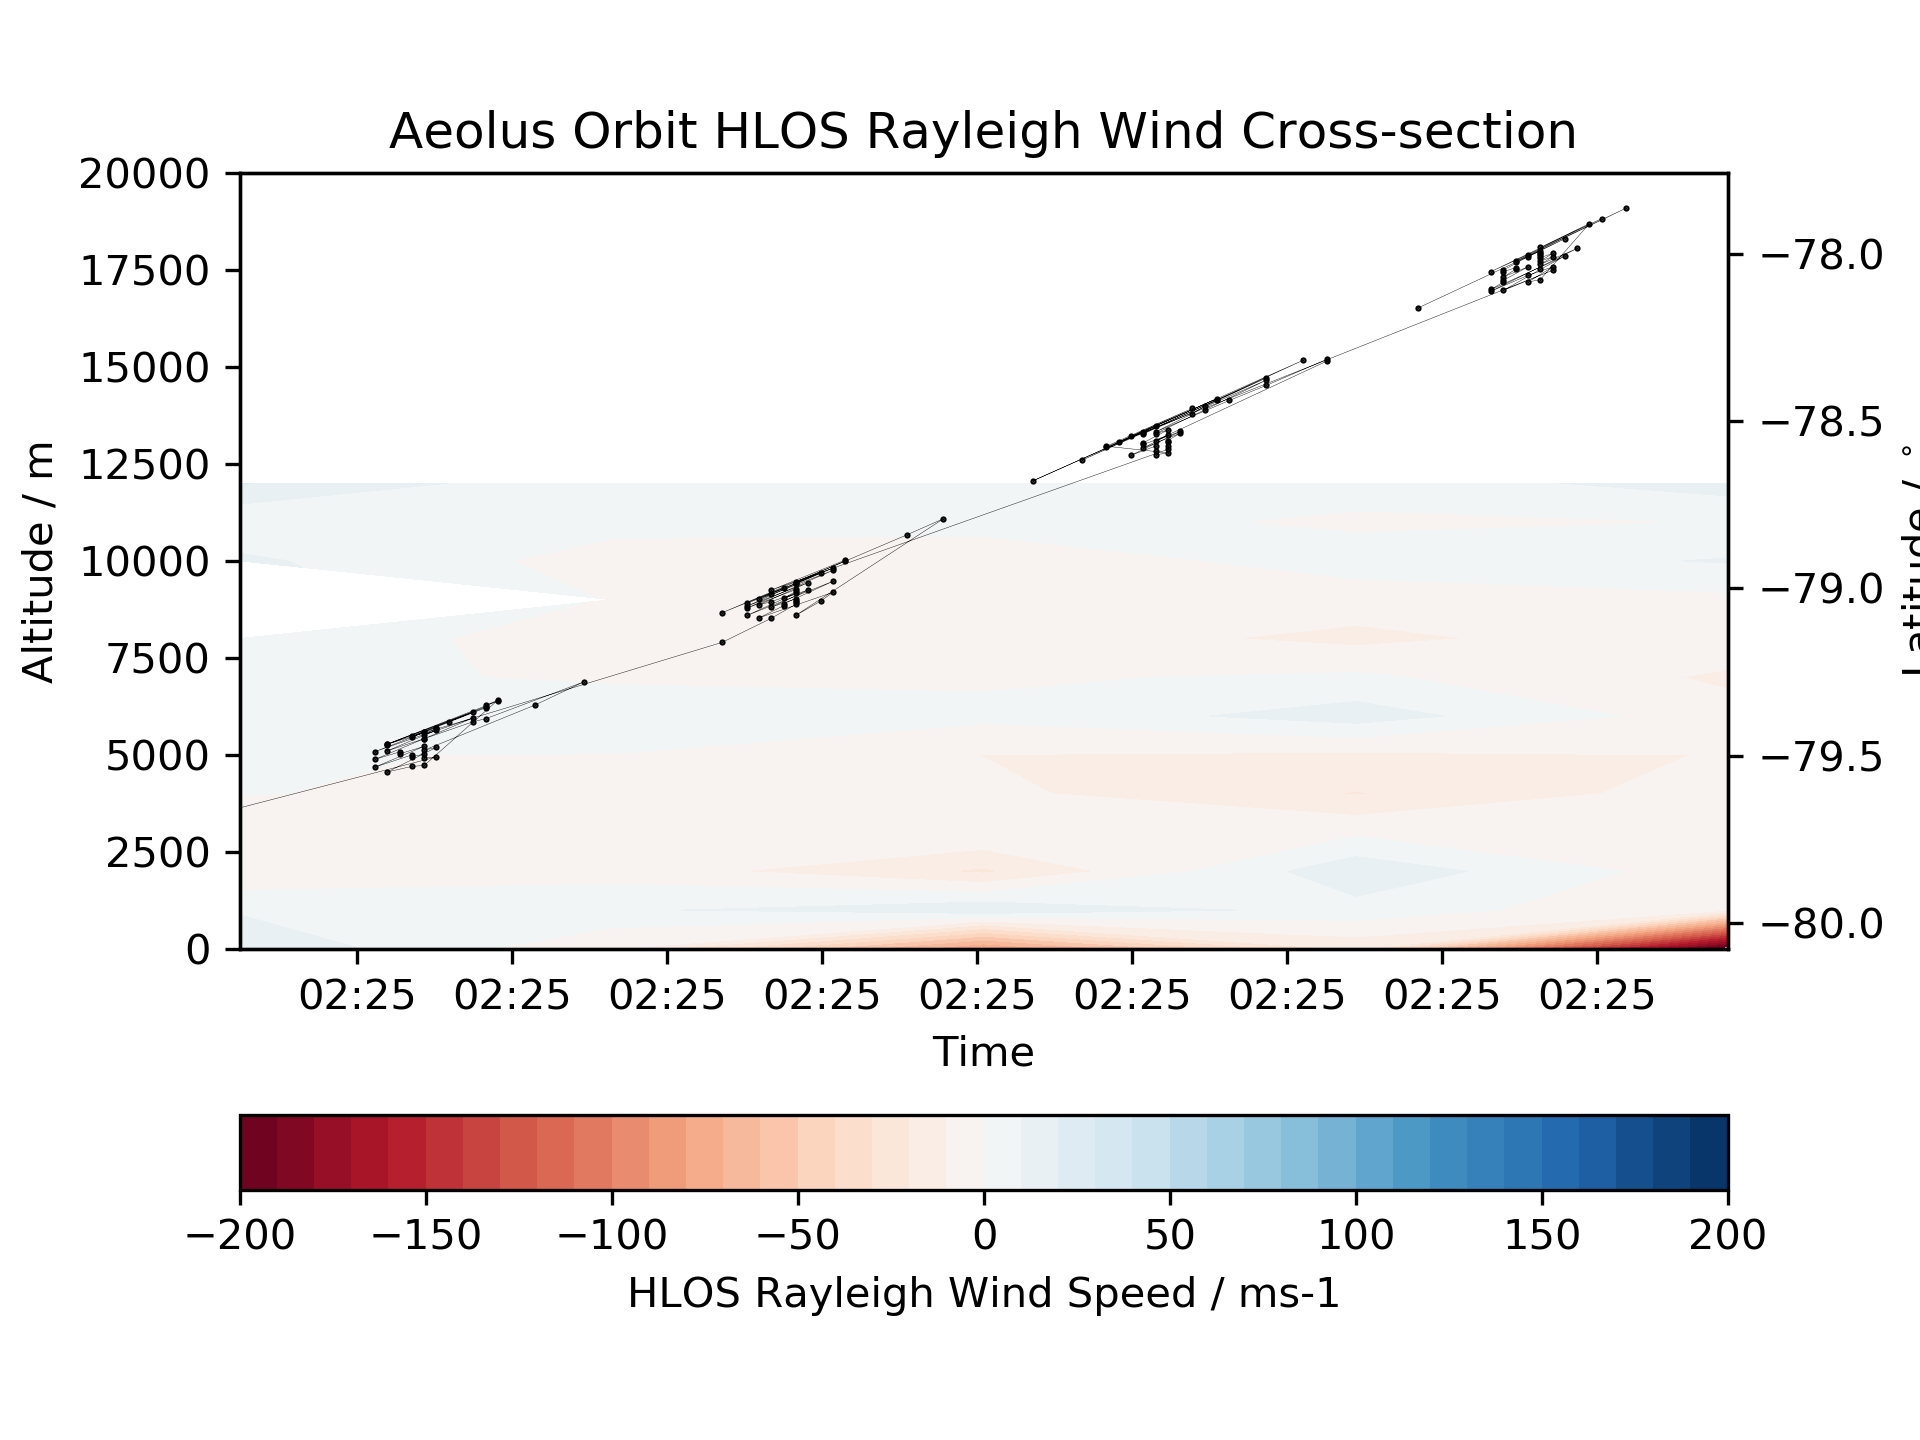 Aeolus Orbit HLOS Rayleigh Wind Cross-section
20000
17500
15000
12500
10000
7500
5000
2500
0
Altitude / m
−78.0
−78.5
−79.0
−79.5
−80.0
Latitude / °
02:25 02:25 02:25 02:25 02:25 02:25 02:25 02:25 02:25
Time
−200 −150 −100 −50 0 50 100 150 200
HLOS Rayleigh Wind Speed / ms-1